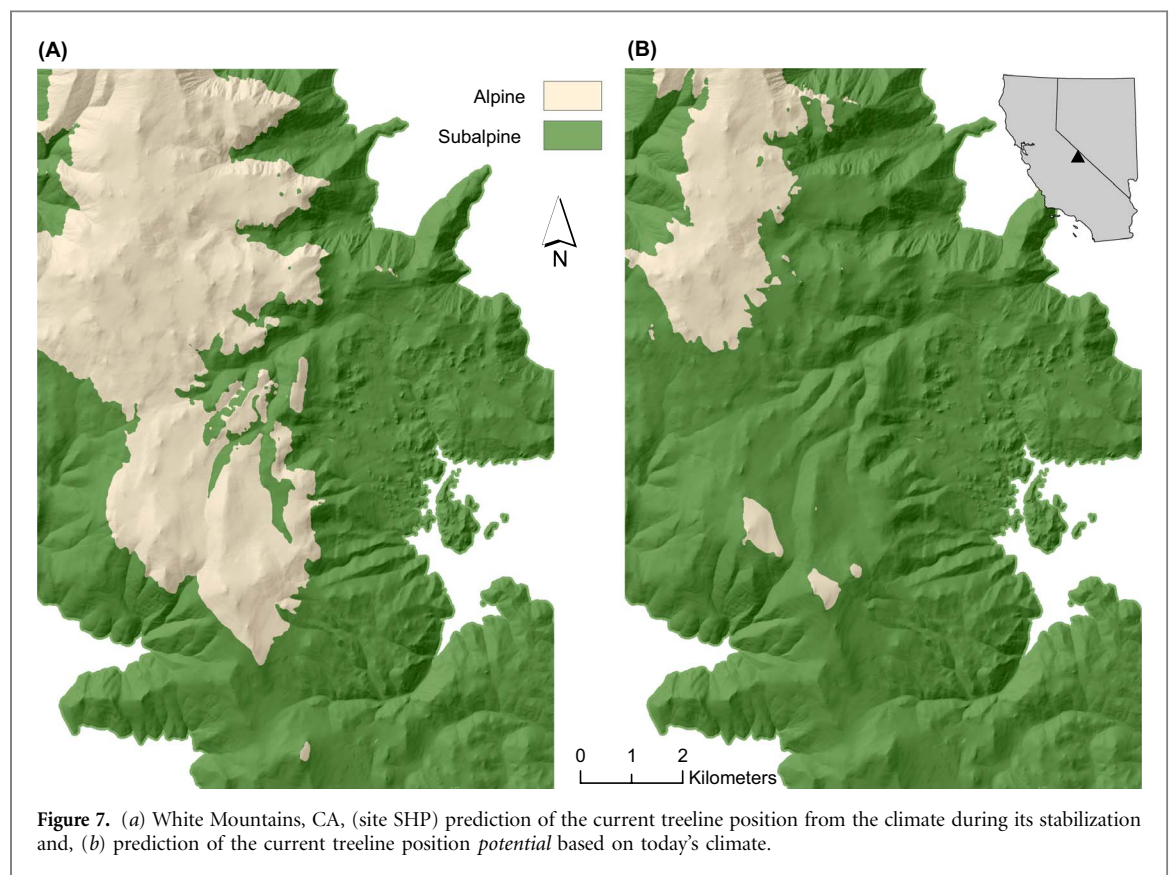 (A)
(B)
Alpine
Subalpine
N
0 1 2
Kilometers
Figure 7. (a) White Mountains, CA, (site SHP) prediction of the current treeline position from the climate during its stabilization
and, (b) prediction of the current treeline position potential based on today's climate.